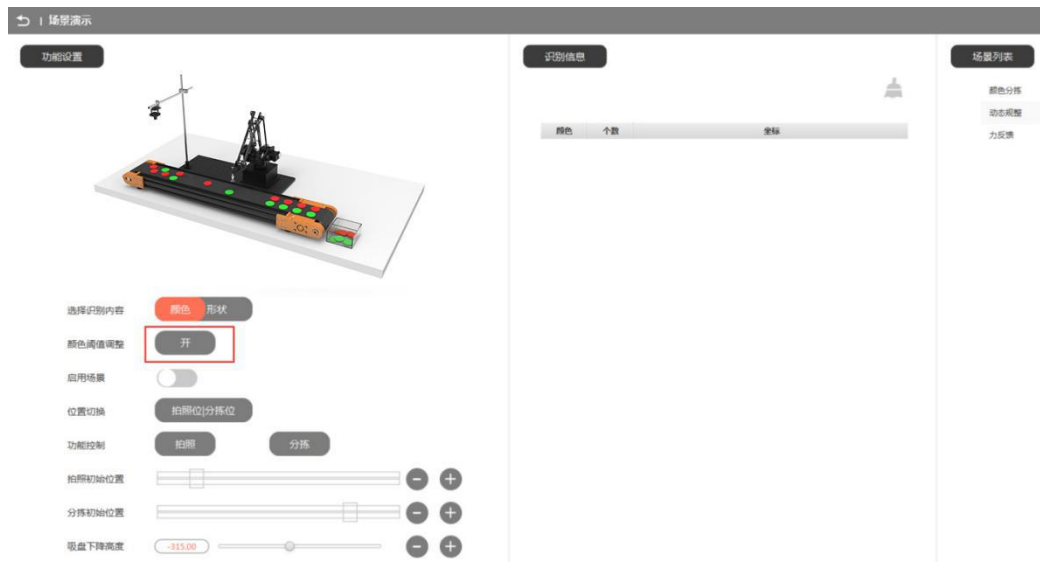 场景演示
功能设置
识别信息
场景列表
颜色分拣
动态规整
力反馈
颜色 个数 坐标
选择识别内容 颜色 形状
颜色阈值调整 开
启用场景
位置切换 拍照位|分拣位
功能控制 拍照 分拣
拍照初始位置
分拣初始位置
吸盘下降高度 -315.00